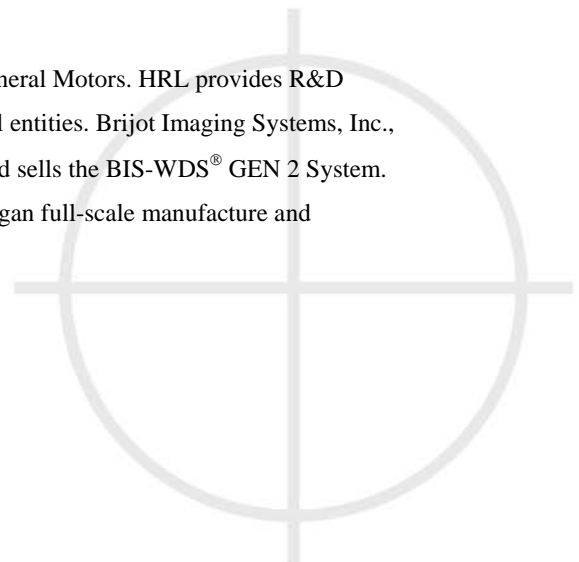 neral Motors. HRL provides R&D
l entities. Brijot Imaging Systems, Inc.,
d sells the BIS-WDS® GEN 2 System.
gan full-scale manufacture and